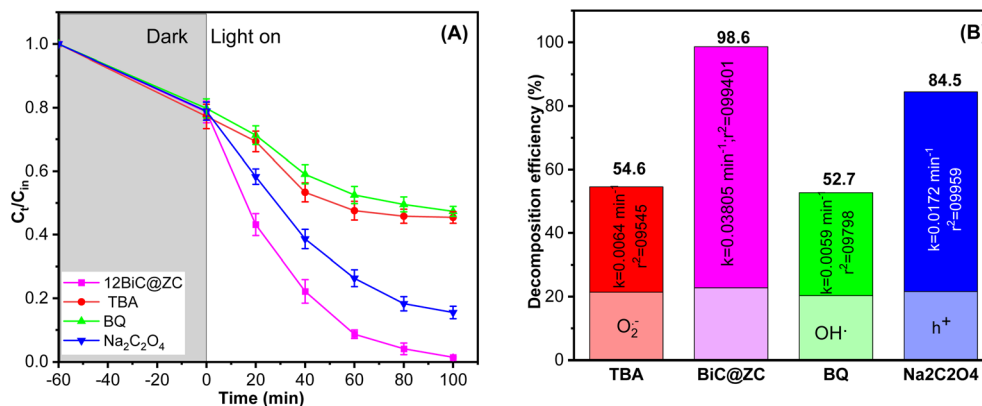 Dark Light on (A)
1.0
0.8
0.6
0.4
0.2
0.0
Cₜ/Cᵢₙ
12BiC@ZC
TBA
BQ
Na₂C₂O₄
-60 -40 -20 0 20 40 60 80 100
Time (min)
(B)
100
80
60
40
20
0
Decomposition efficiency (%)
54.6
k=0.0064 min⁻¹
r²=09545
O₂·⁻
98.6
k=0.03805 min⁻¹;r²=099401
52.7
k=0.0059 min⁻¹
r²=09798
OH·
84.5
k=0.0172 min⁻¹
r²=09959
h⁺
TBA BiC@ZC BQ Na2C2O4